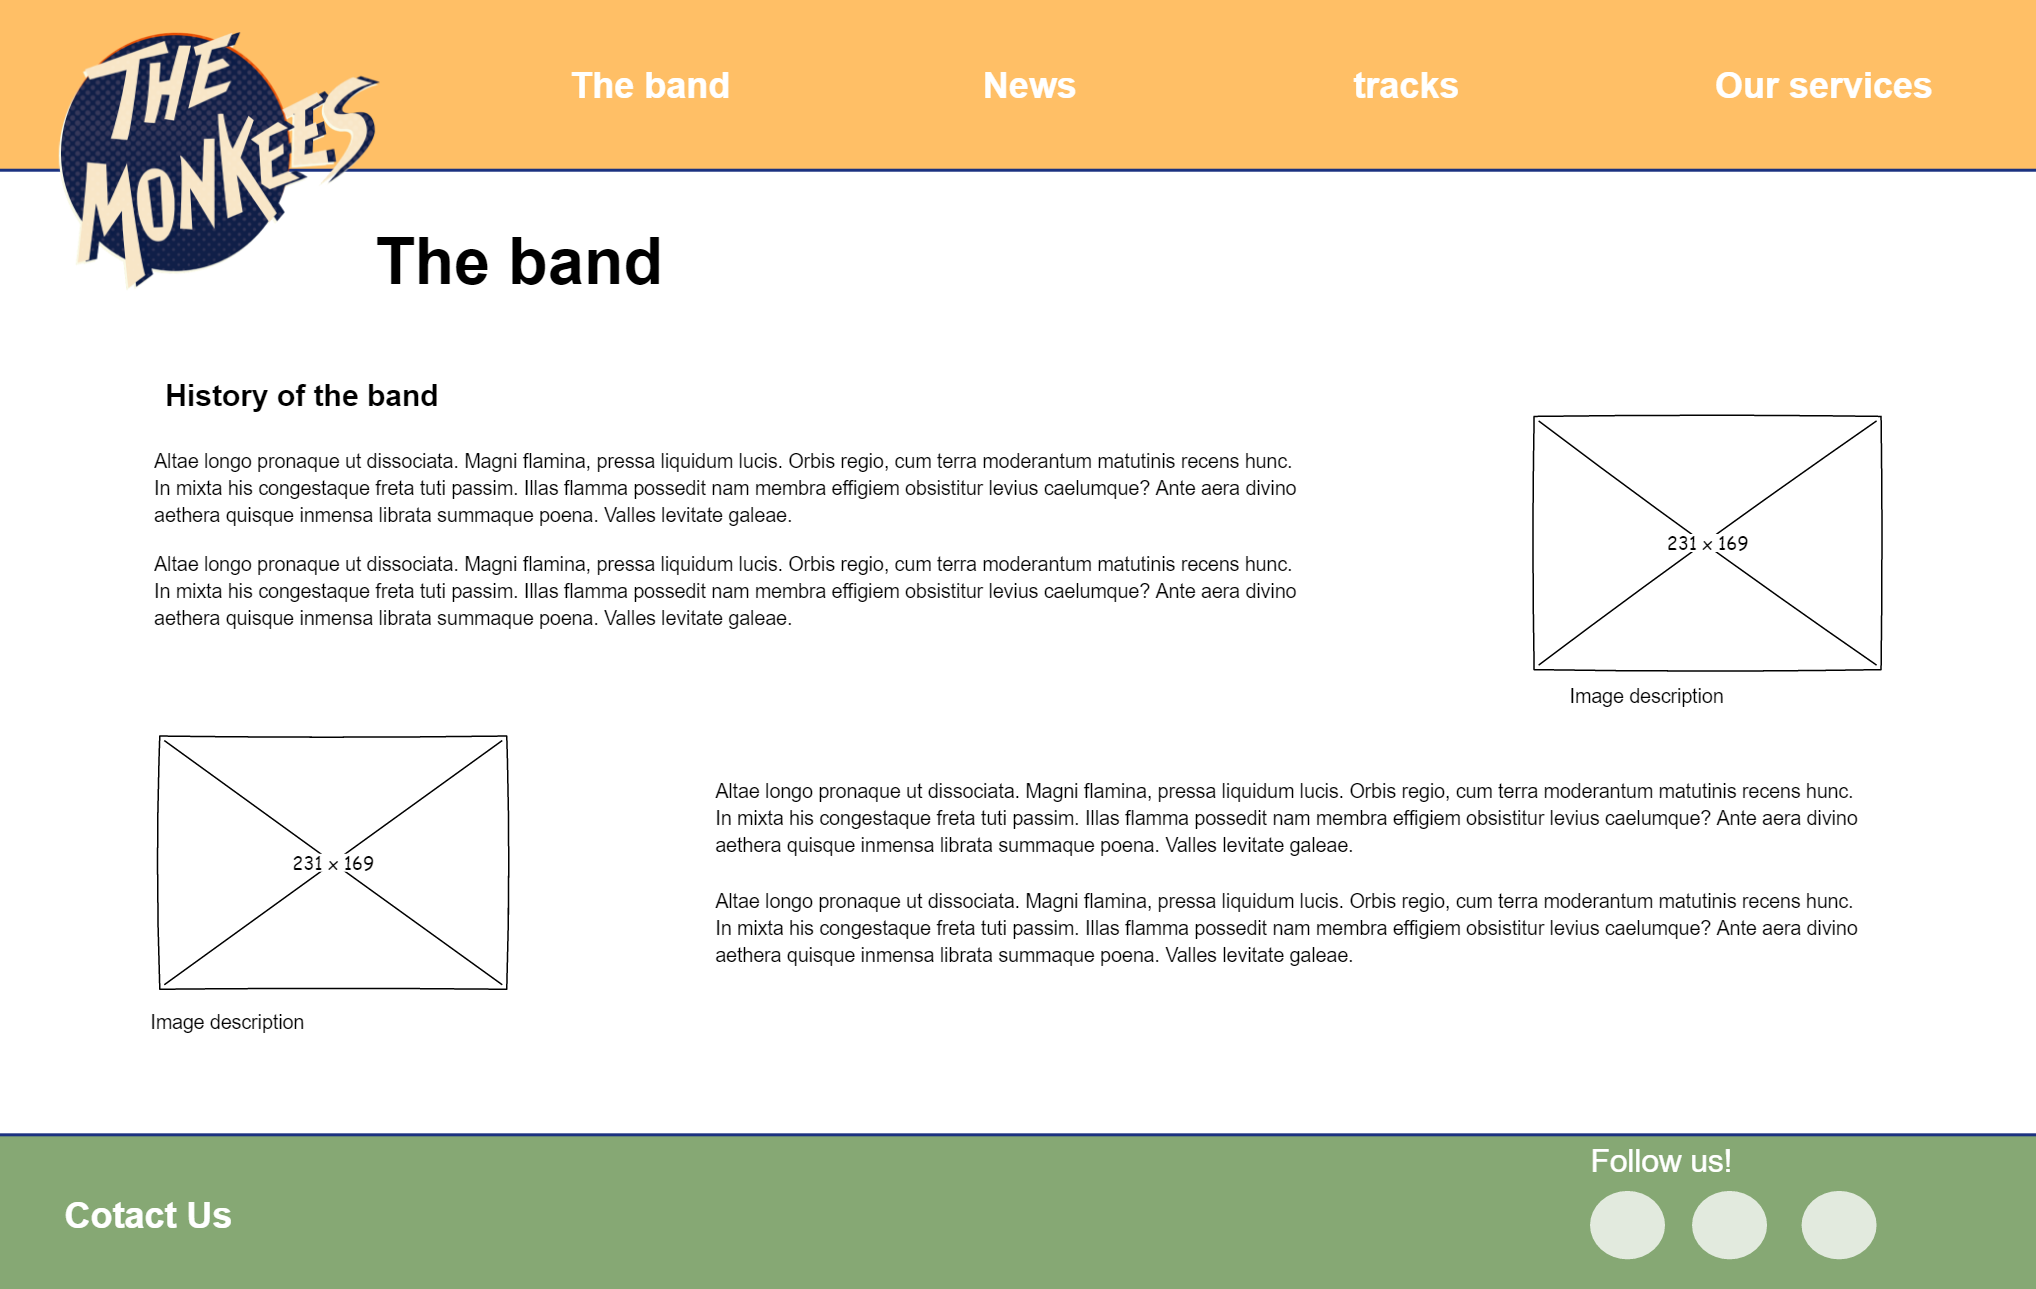 THE
MONKEES
The band
News
tracks
Our services
The band
History of the band
Altae longo pronaque ut dissociata. Magni flamina, pressa liquidum lucis. Orbis regio, cum terra moderantum matutinis recens hunc.
In mixta his congestaque freta tuti passim. Illas flamma possedit nam membra effigiem obsistitur levius caelumque? Ante aera divino
aethera quisque inmensa librata summaque poena. Valles levitate galeae.
Altae longo pronaque ut dissociata. Magni flamina, pressa liquidum lucis. Orbis regio, cum terra moderantum matutinis recens hunc.
In mixta his congestaque freta tuti passim. Illas flamma possedit nam membra effigiem obsistitur levius caelumque? Ante aera divino
aethera quisque inmensa librata summaque poena. Valles levitate galeae.
231 x 169
Image description
231 x 169
Image description
Altae longo pronaque ut dissociata. Magni flamina, pressa liquidum lucis. Orbis regio, cum terra moderantum matutinis recens hunc.
In mixta his congestaque freta tuti passim. Illas flamma possedit nam membra effigiem obsistitur levius caelumque? Ante aera divino
aethera quisque inmensa librata summaque poena. Valles levitate galeae.
Altae longo pronaque ut dissociata. Magni flamina, pressa liquidum lucis. Orbis regio, cum terra moderantum matutinis recens hunc.
In mixta his congestaque freta tuti passim. Illas flamma possedit nam membra effigiem obsistitur levius caelumque? Ante aera divino
aethera quisque inmensa librata summaque poena. Valles levitate galeae.
Cotact Us
Follow us!